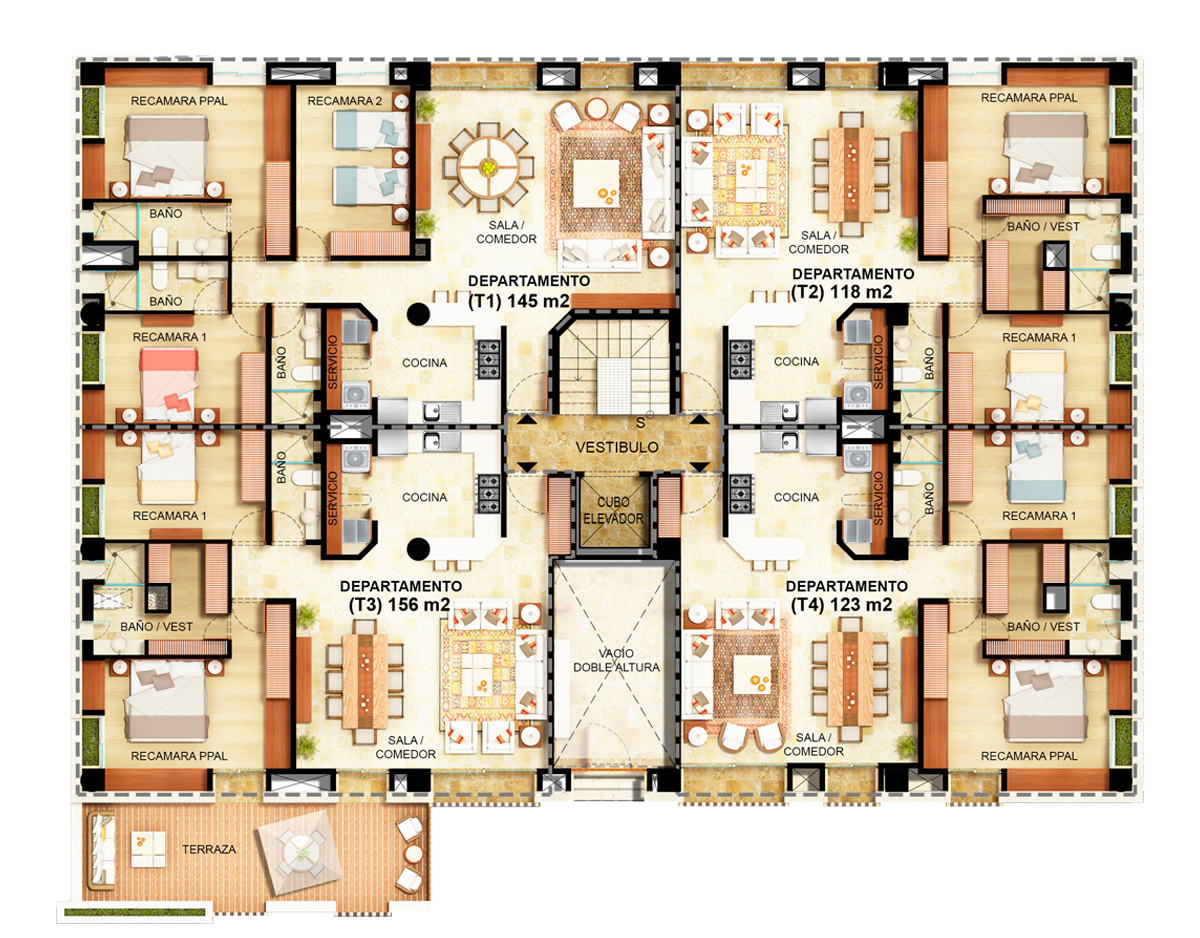 RECAMARA PPAL
RECAMARA 2
RECAMARA PPAL
BAÑO
SALA /
COMEDOR
SALA /
COMEDOR
BAÑO / VEST
DEPARTAMENTO
(T1) 145 m2
DEPARTAMENTO
(T2) 118 m2
BAÑO
RECAMARA 1
BAÑO
SERVICIO
COCINA
COCINA
SERVICIO
BAÑO
RECAMARA 1
S
VESTIBULO
BAÑO
SERVICIO
COCINA
CUBO
ELEVADOR
COCINA
SERVICIO
BAÑO
RECAMARA 1
RECAMARA 1
DEPARTAMENTO
(T3) 156 m2
DEPARTAMENTO
(T4) 123 m2
BAÑO / VEST
BAÑO / VEST
VACÍO
DOBLE ALTURA
SALA /
COMEDOR
SALA /
COMEDOR
RECAMARA PPAL
RECAMARA PPAL
TERRAZA